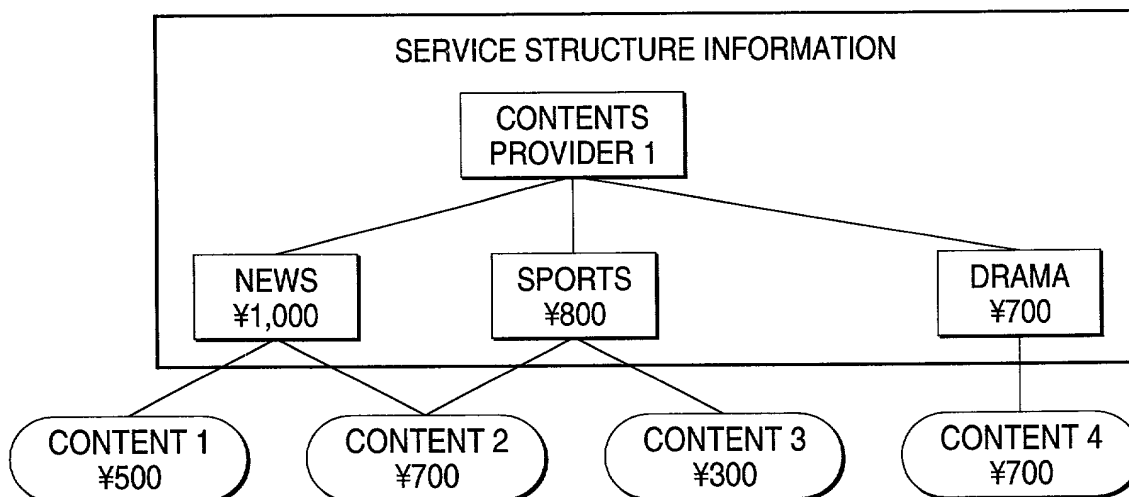 SERVICE STRUCTURE INFORMATION
CONTENTS
PROVIDER 1
NEWS
¥1,000
SPORTS
¥800
DRAMA
¥700
CONTENT 1
¥500
CONTENT 2
¥700
CONTENT 3
¥300
CONTENT 4
¥700